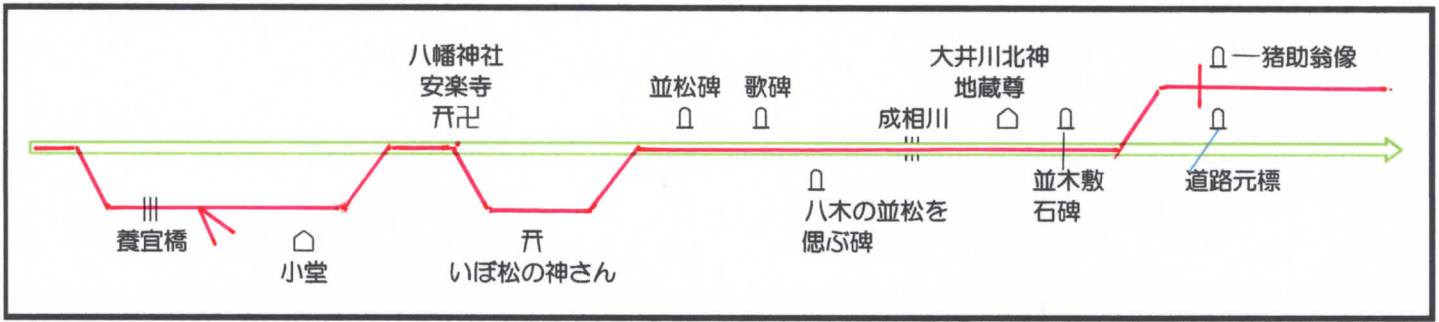 八幡神社
安楽寺
卍
並松碑
歌碑
成相川
大井川北神
地蔵尊
猪助翁像
養宜橋
小堂
いぼ松の神さん
八木の並松を
偲ぶ碑
並木敷
石碑
道路元標